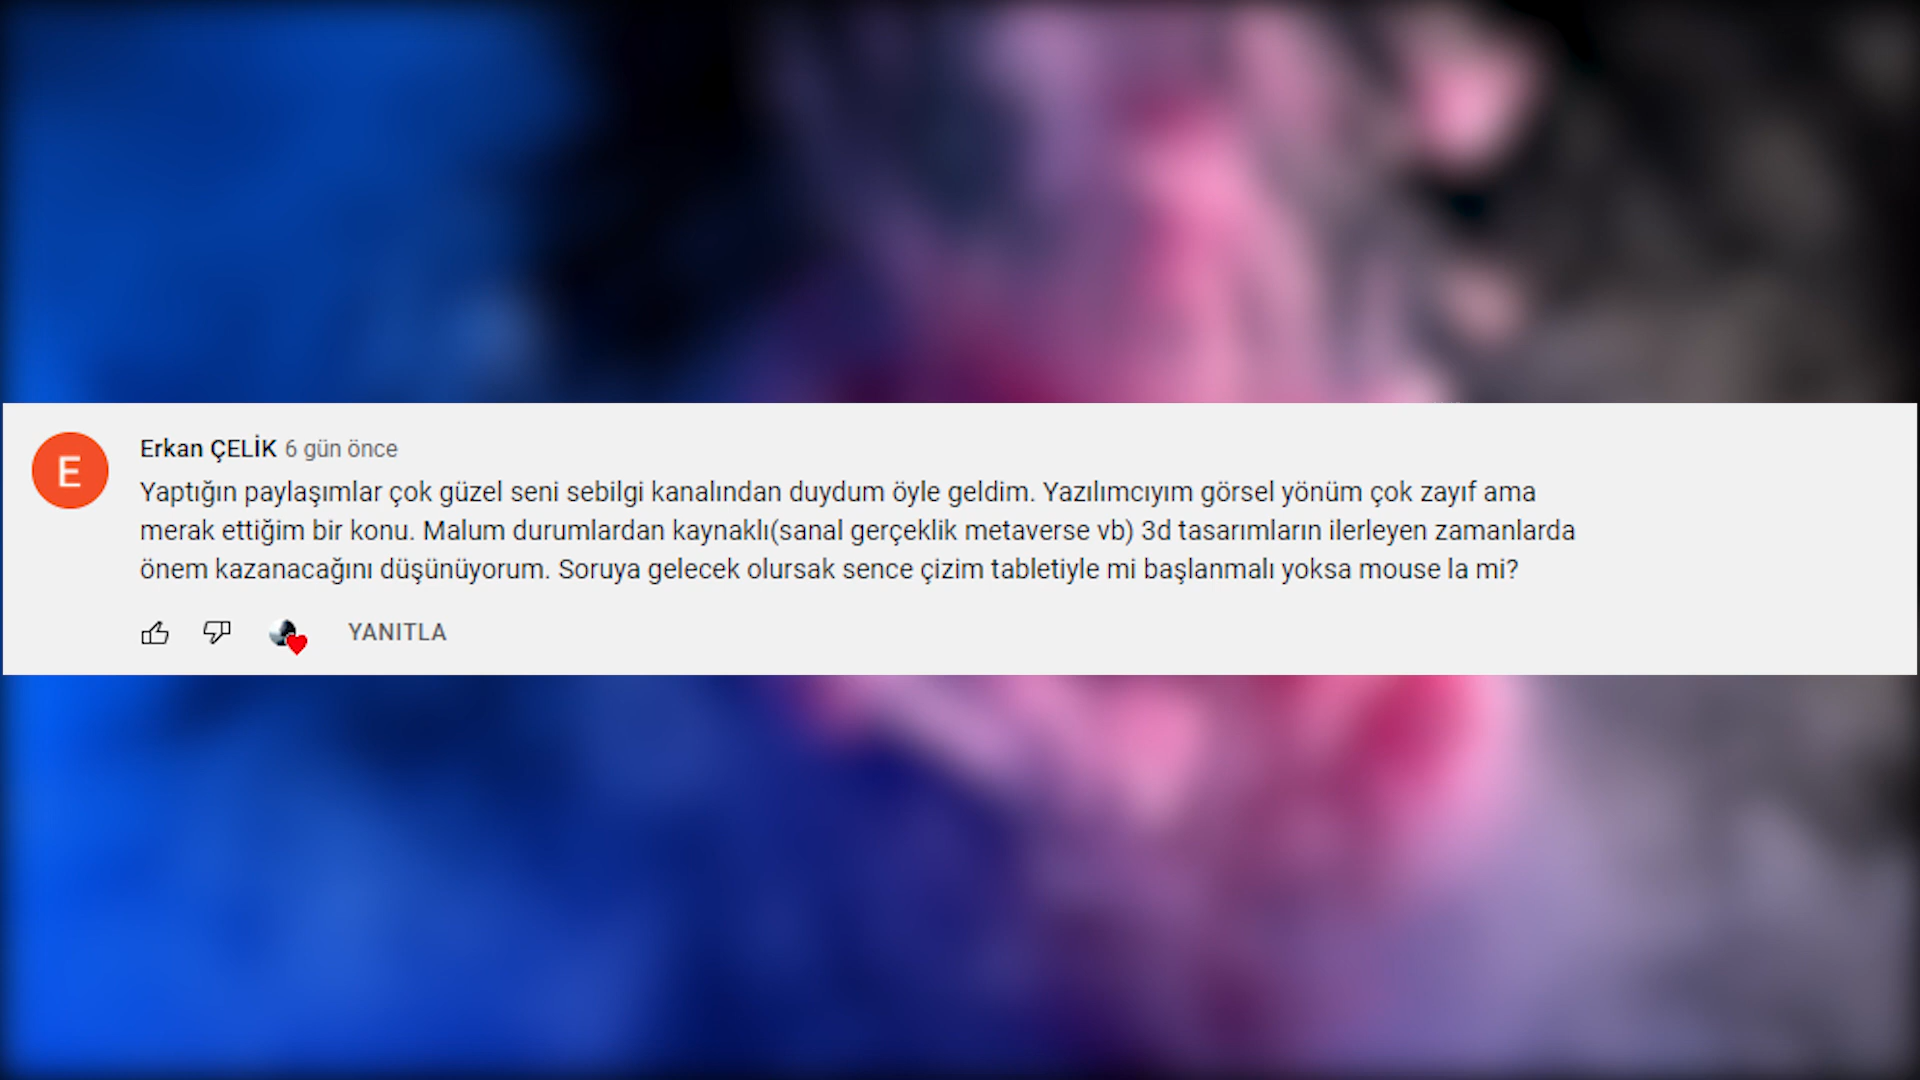 E
Erkan ÇELİK 6 gün önce
Yaptığın paylaşımlar çok güzel seni sebilgi kanalından duydum öyle geldim. Yazılımcıyım görsel yönüm çok zayıf ama
merak ettiğim bir konu. Malum durumlardan kaynaklı(sanal gerçeklik metaverse vb) 3d tasarımların ilerleyen zamanlarda
önem kazanacağını düşünüyorum. Soruya gelecek olursak sence çizim tabletiyle mi başlanmalı yoksa mouse la mi?
YANITLA